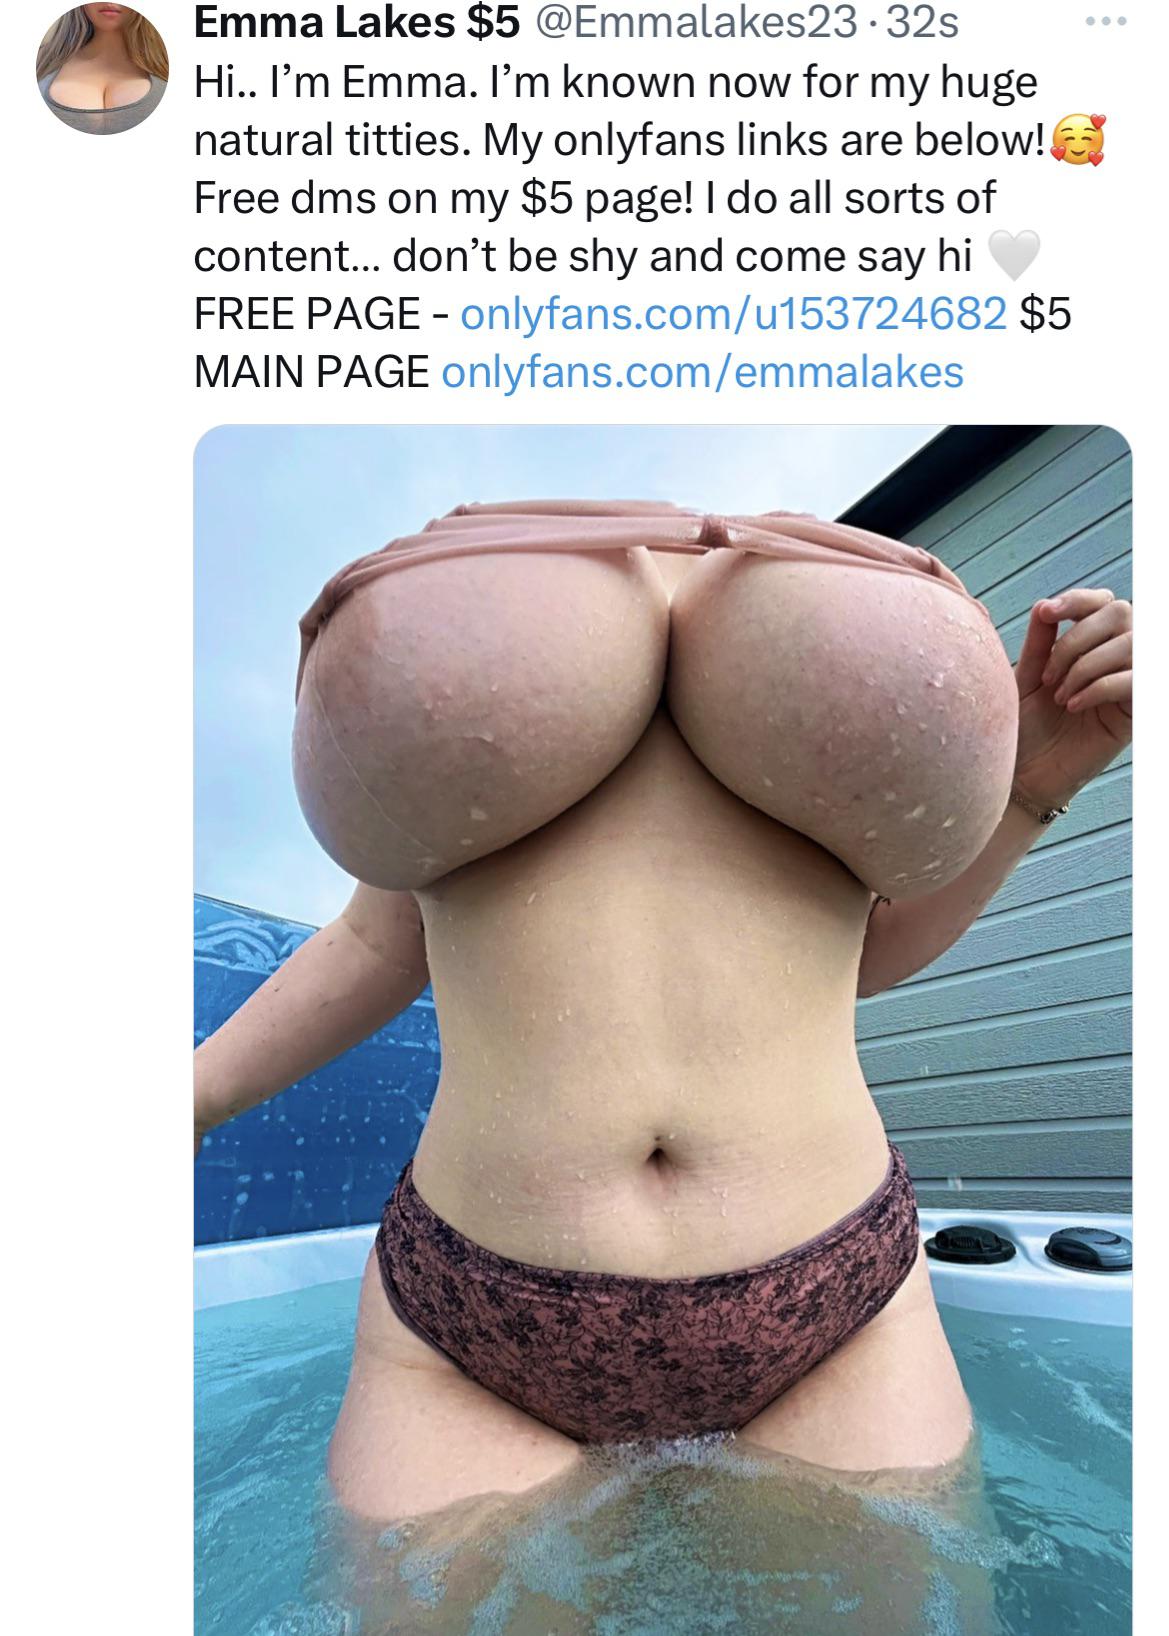 Emma Lakes $5 @Emmalakes23 · 32s
Hi.. I’m Emma. I’m known now for my huge
natural titties. My onlyfans links are below!🥰
Free dms on my $5 page! I do all sorts of
content... don’t be shy and come say hi 🤍
FREE PAGE - onlyfans.com/u153724682 $5
MAIN PAGE onlyfans.com/emmalakes